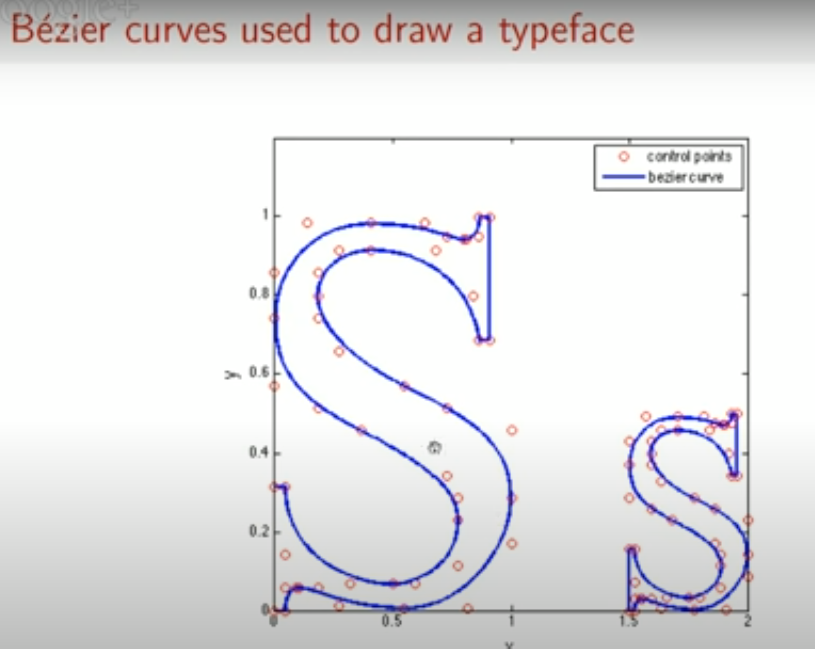 oogle+
Bézier curves used to draw a typeface
control points
bezier curve
1
0.8
0.6
y
0.4
0.2
0
0
0.5
1
1.5
2
x